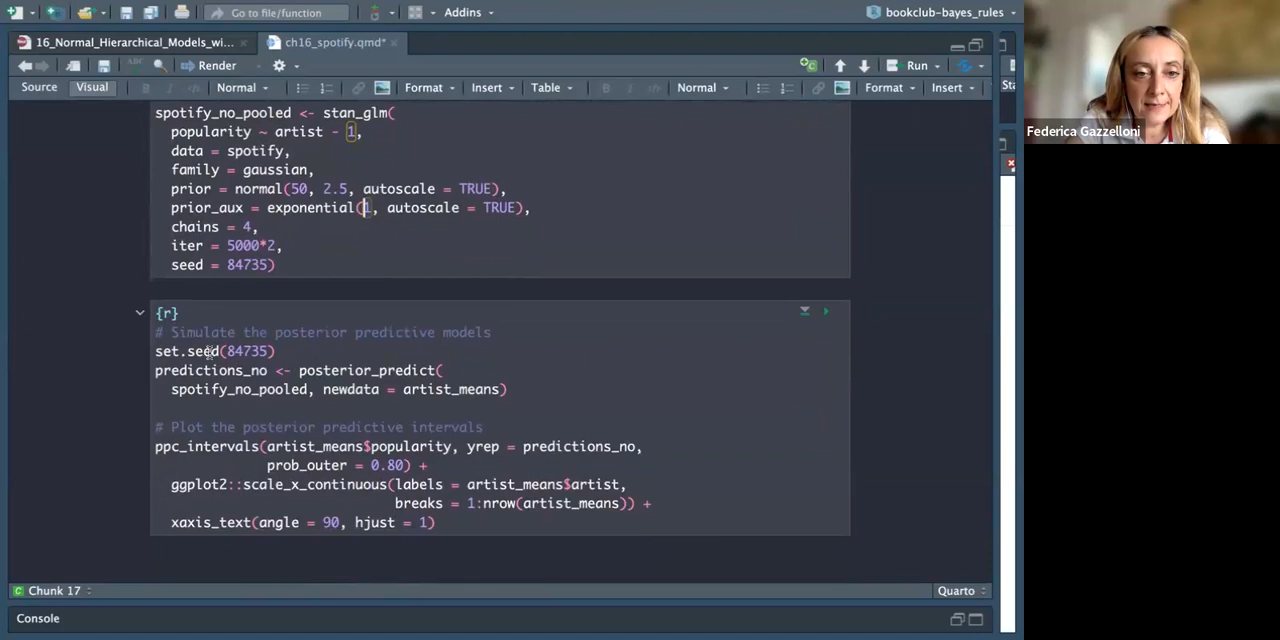 Go to file/function
Addins
bookclub-bayes_rules
16_Normal_Hierarchical_Models_wi...
ch16_spotify.qmd*
Render
Run
Source
Visual
B
I
Normal
Format
Insert
Table
B
I
Normal
Format
Insert
Sta
spotify_no_pooled <- stan_glm(
popularity ~ artist - 1,
data = spotify,
family = gaussian,
prior = normal(50, 2.5, autoscale = TRUE),
prior_aux = exponential(1, autoscale = TRUE),
chains = 4,
iter = 5000*2,
seed = 84735)
{r}
# Simulate the posterior predictive models
set.seed(84735)
predictions_no <- posterior_predict(
spotify_no_pooled, newdata = artist_means)
# Plot the posterior predictive intervals
ppc_intervals(artist_means$popularity, yrep = predictions_no,
prob_outer = 0.80) +
ggplot2::scale_x_continuous(labels = artist_means$artist,
breaks = 1:nrow(artist_means)) +
xaxis_text(angle = 90, hjust = 1)
C Chunk 17
Quarto
Console
Federica Gazzelloni